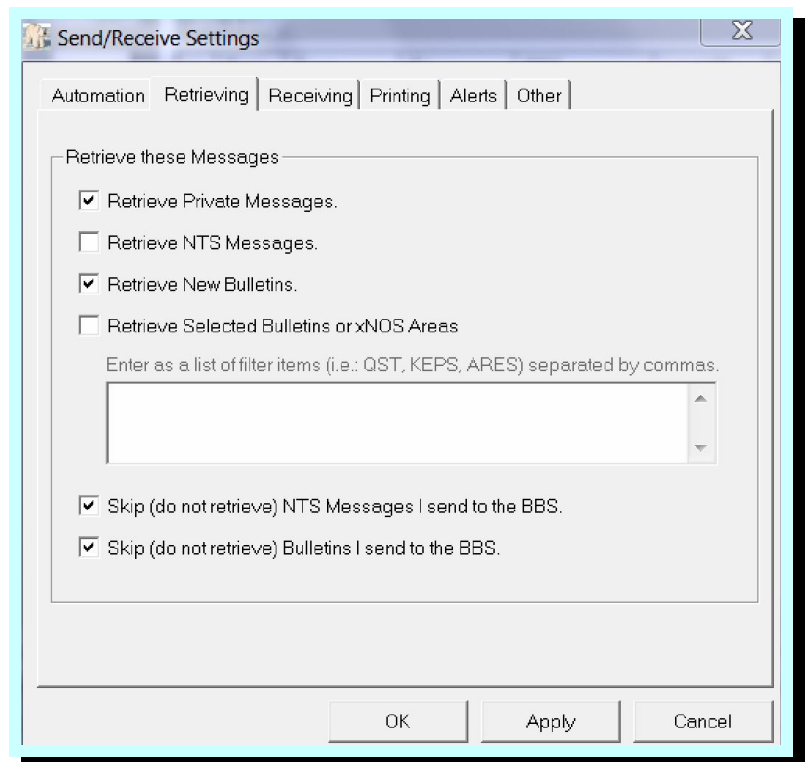 Send/Receive Settings
Automation Retrieving Receiving Printing Alerts Other
Retrieve these Messages
Retrieve Private Messages.
Retrieve NTS Messages.
Retrieve New Bulletins.
Retrieve Selected Bulletins or xNOS Areas
Enter as a list of filter items (i.e.: QST, KEPS, ARES) separated by commas.
Skip (do not retrieve) NTS Messages I send to the BBS.
Skip (do not retrieve) Bulletins I send to the BBS.
OK Apply Cancel